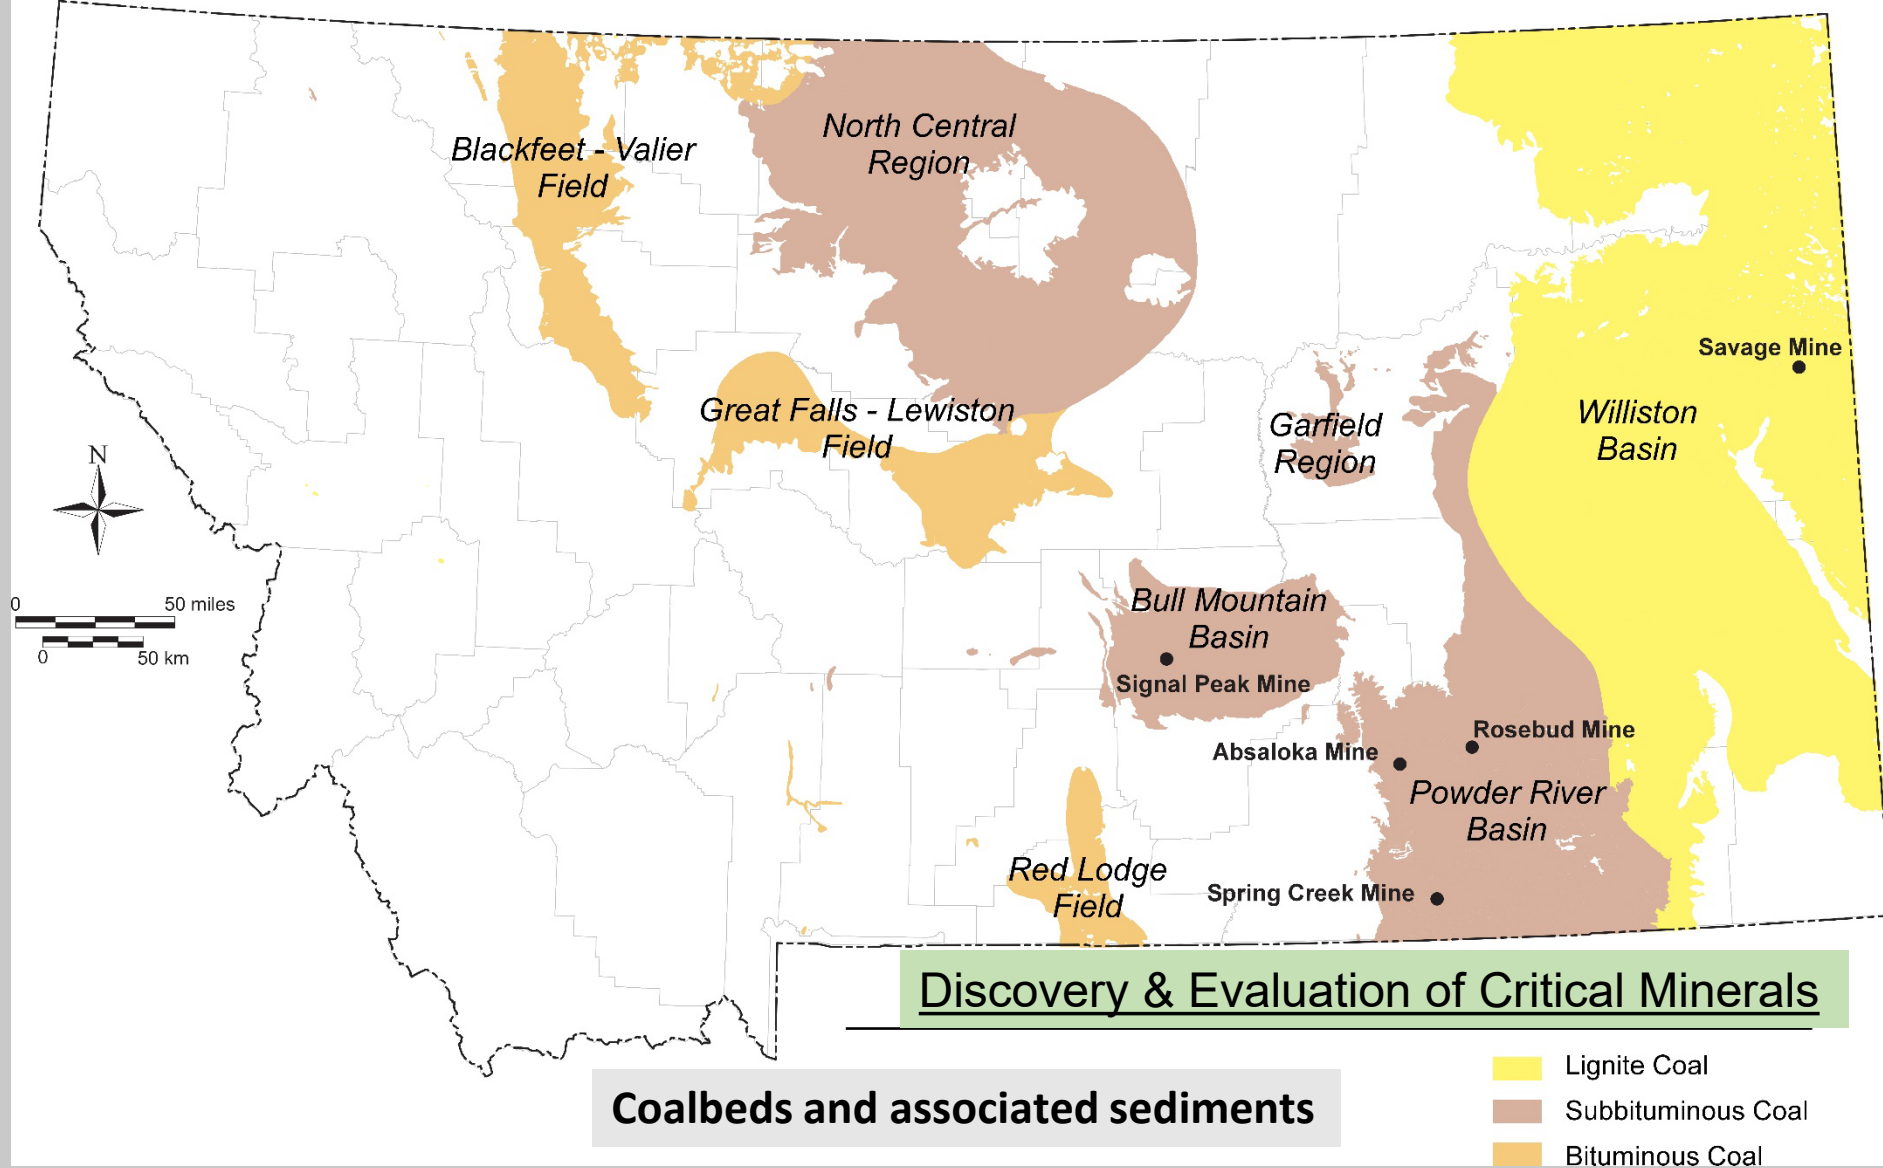 Blackfeet - Valier
Field
North Central
Region
Savage Mine
Great Falls - Lewiston
Field
Garfield
Region
Williston
Basin
N
0 50 miles
0 50 km
Bull Mountain
Basin
Signal Peak Mine
Rosebud Mine
Absaloka Mine
Powder River
Basin
Red Lodge
Field
Spring Creek Mine
Discovery & Evaluation of Critical Minerals
Coalbeds and associated sediments
Lignite Coal
Subbituminous Coal
Bituminous Coal